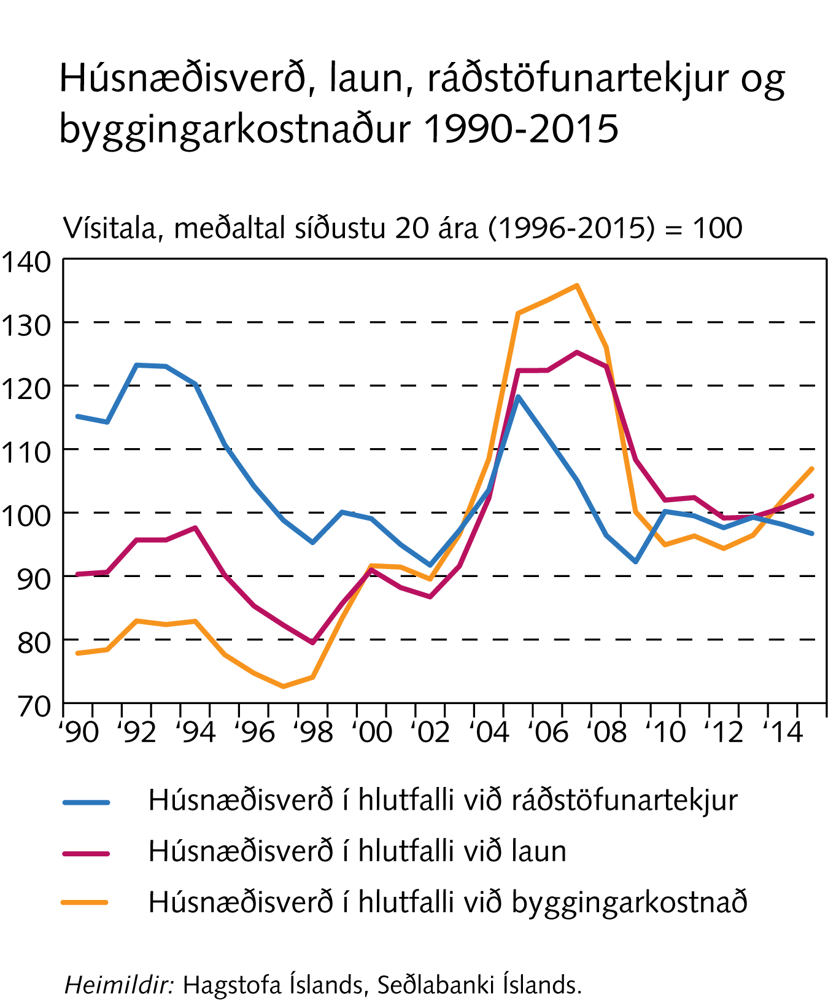 Húsnæðisverð, laun, ráðstöfunartekjur og
byggingarkostnaður 1990-2015
Vísitala, meðaltal síðustu 20 ára (1996-2015) = 100
140
130
120
110
100
90
80
70
‘90 ‘92 ‘94 ‘96 ‘98 ‘00 ‘02 ‘04 ‘06 ‘08 ‘10 ‘12 ‘14
Húsnæðisverð í hlutfalli við ráðstöfunartekjur
Húsnæðisverð í hlutfalli við laun
Húsnæðisverð í hlutfalli við byggingarkostnað
Heimildir: Hagstofa Íslands, Seðlabanki Íslands.